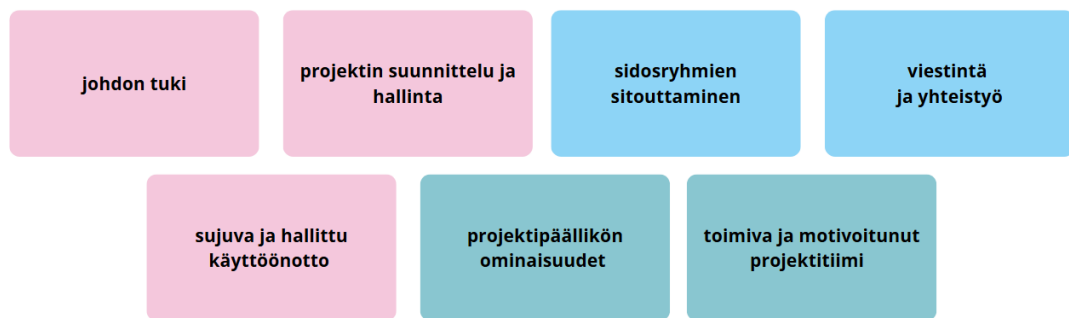 johdon tuki
projektin suunnittelu ja
hallinta
sidosryhmien
sitouttaminen
viestintä
ja yhteistyö
sujuva ja hallittu
käyttöönotto
projektipäällikön
ominaisuudet
toimiva ja motivoitunut
projektitiimi